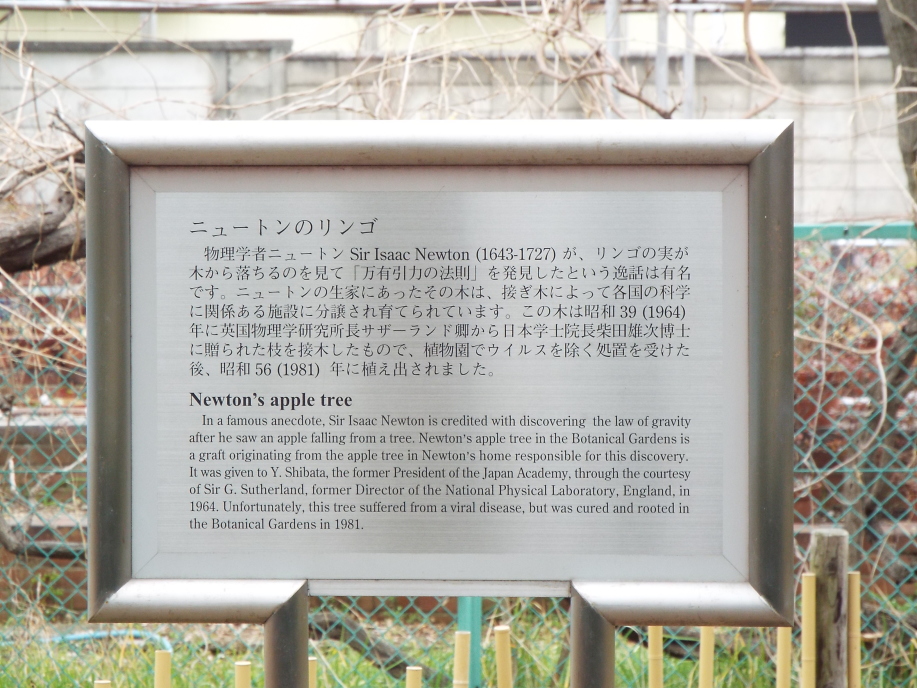 ニュートンのリンゴ
物理学者ニュートン Sir Isaac Newton (1643-1727) が、リンゴの実が
木から落ちるのを見て「万有引力の法則」を発見したという逸話は有名
です。ニュートンの生家にあったその木は、接ぎ木によって各国の科学
に関係ある施設に分譲され育てられています。この木は昭和 39 (1964)
年に英国物理学研究所長サザーランド卿から日本学士院長柴田雄次博士
に贈られた枝を接木したもので、植物園でウイルスを除く処置を受けた
後、昭和 56 (1981) 年に植え出されました。
Newton's apple tree
In a famous anecdote, Sir Isaac Newton is credited with discovering the law of gravity
after he saw an apple falling from a tree. Newton's apple tree in the Botanical Gardens is
a graft originating from the apple tree in Newton's home responsible for this discovery.
It was given to Y. Shibata, the former President of the Japan Academy, through the courtesy
of Sir G. Sutherland, former Director of the National Physical Laboratory, England, in
1964. Unfortunately, this tree suffered from a viral disease, but was cured and rooted in
the Botanical Gardens in 1981.